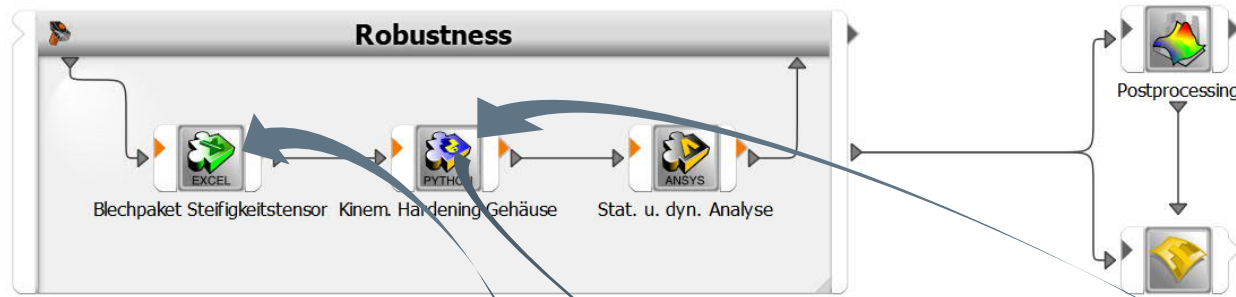 Robustness
Postprocessing
EXCEL
PYTHON
ANSYS
Blechpaket Steifigkeitstensor
Kinem. Hardening Gehäuse
Stat. u. dyn. Analyse